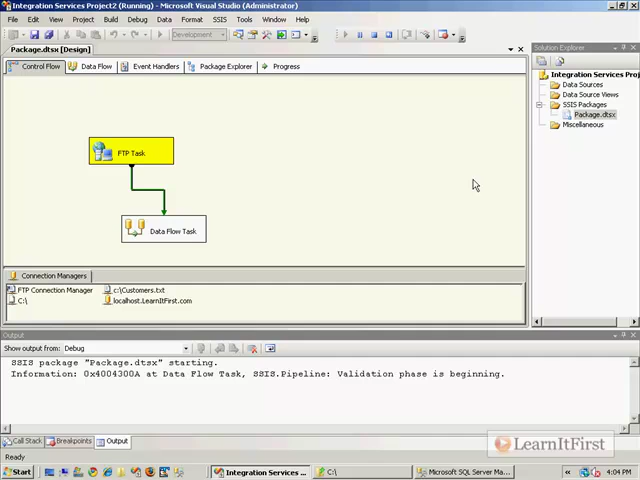 Integration Services Project2 (Running) - Microsoft Visual Studio (Administrator)
File Edit View Project Build Debug Data Format SSIS Tools Window Help
Development
Package.dtsx [Design]
Control Flow Data Flow Event Handlers Package Explorer Progress
FTP Task
Data Flow Task
Connection Managers
FTP Connection Manager c:\Customers.txt
C:\ localhost.LearnItFirst.com
Solution Explorer
Integration Services Proj
Data Sources
Data Source Views
SSIS Packages
Package.dtsx
Miscellaneous
Output
Show output from: Debug
SSIS package "Package.dtsx" starting.
Information: 0x4004300A at Data Flow Task, SSIS.Pipeline: Validation phase is beginning.
Call Stack Breakpoints Output
Ready
LearnItFirst
Start Integration Services ... C:\ Microsoft SQL Server Ma... 4:04 PM